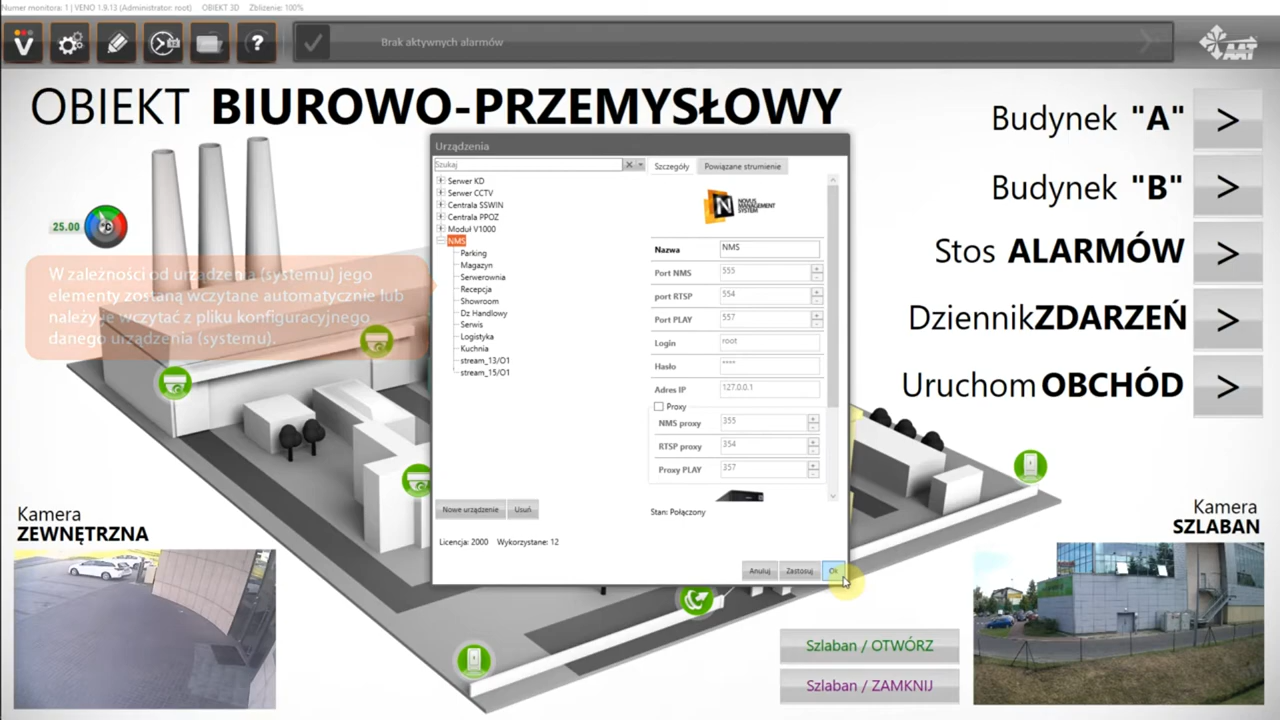 Numer monitora: 1 | VENO 1.9.13 (Administrator: root) OBIEKT 3D Zbliżenie: 100%
Brak aktywnych alarmów
AAT
OBIEKT BIUROWO-PRZEMYSŁOWY
Budynek "A" >
Budynek "B" >
Stos ALARMÓW >
DziennikZDARZEŃ >
Uruchom OBCHÓD >
25.00 °C
W zależności od urządzenia (systemu) jego
elementy zostaną wczytane automatycznie lub
należy je wczytać z pliku konfiguracyjnego
danego urządzenia (systemu).
Urządzenia
Szukaj
Serwer KD
Serwer CCTV
Centrala SSWIN
Centrala PPOZ
Moduł V1000
NMS
Parking
Magazyn
Serwerownia
Recepcja
Showroom
Dz Handlowy
Serwis
Logistyka
Kuchnia
stream_13/O1
stream_15/O1
Nowe urządzenie Usuń
Licencja: 2000 Wykorzystane: 12
Szczegóły Powiązane strumienie
N NOVUS
MANAGEMENT
SYSTEM
Nazwa NMS
Port NMS 555
port RTSP 554
Port PLAY 557
Login root
Hasło ****
Adres IP 127.0.0.1
Proxy
NMS proxy 355
RTSP proxy 354
Proxy PLAY 357
Stan: Połączony
Anuluj Zastosuj Ok
Kamera
ZEWNĘTRZNA
Kamera
SZLABAN
Szlaban / OTWÓRZ
Szlaban / ZAMKNIJ